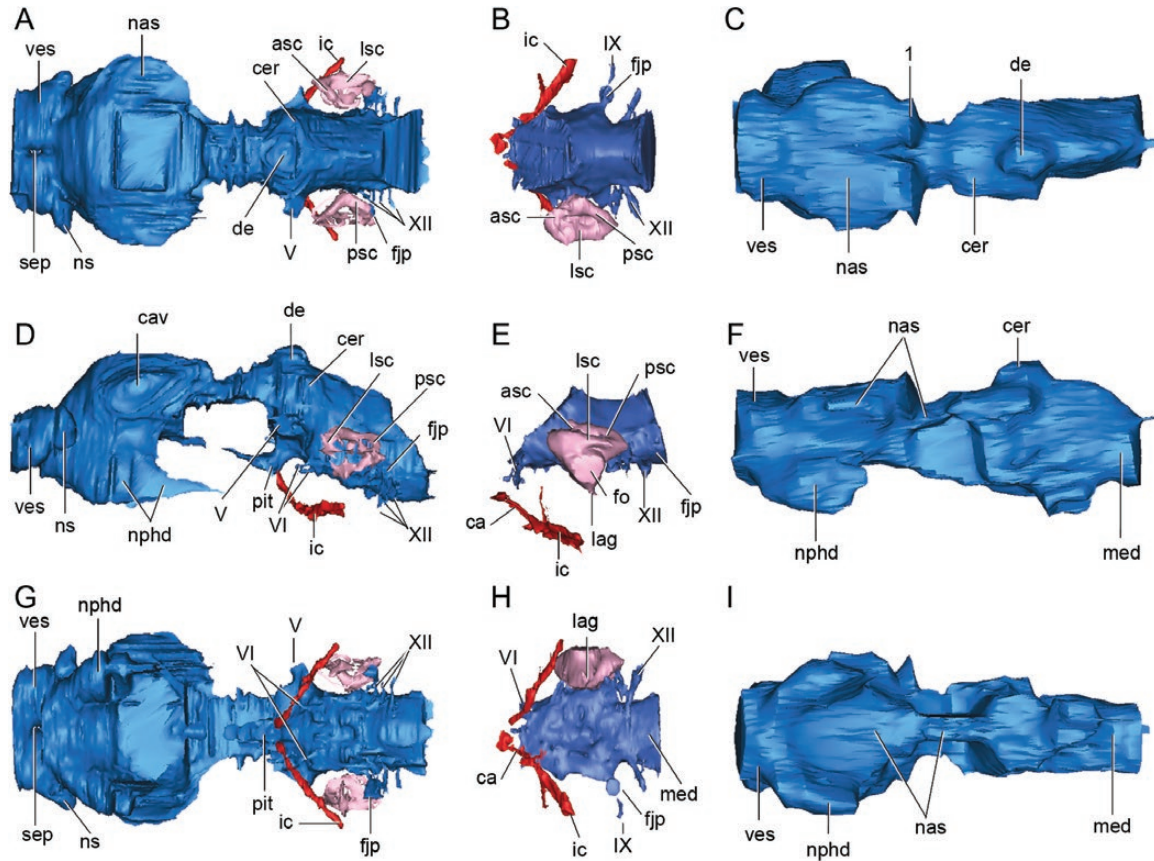 A
nas
ves
asc
ic
lsc
cer
sep
ns
de
V
psc
fjp
XII
B
ic
IX
fjp
asc
lsc
psc
XII
C
1
de
ves
nas
cer
D
cav
de
cer
lsc
psc
fjp
ves
ns
nphd
V
pit
VI
ic
XII
E
lsc
asc
psc
VI
ca
ic
lag
fo
XII
fjp
F
ves
nas
cer
nphd
med
G
nphd
ves
VI
V
XII
sep
ns
pit
ic
fjp
H
lag
XII
VI
ca
ic
IX
fjp
med
I
ves
nphd
nas
med